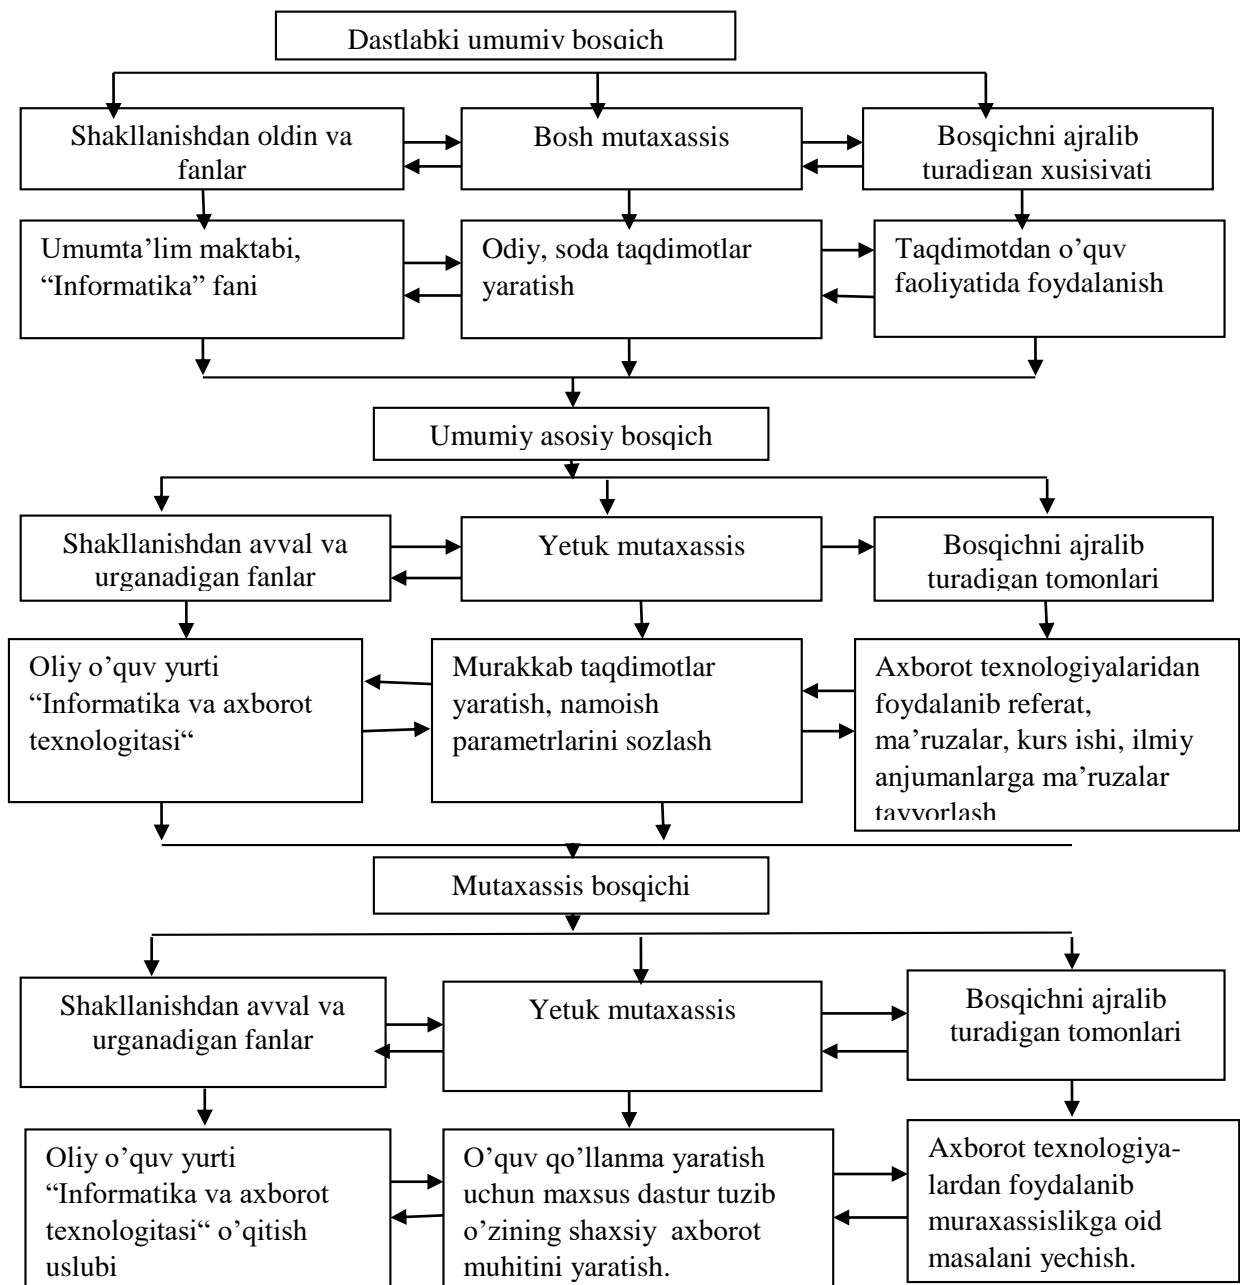 Dastlabki umumiy bosqich
Shakllanishdan oldin va
fanlar
Bosh mutaxassis
Bosqichni ajralib
turadigan xusisiyati
Umumta’lim maktabi,
“Informatika” fani
Odiy, soda taqdimotlar
yaratish
Taqdimotdan o’quv
faoliyatida foydalanish
Umumiy asosiy bosqich
Shakllanishdan avval va
urganadigan fanlar
Yetuk mutaxassis
Bosqichni ajralib
turadigan tomonlari
Oliy o’quv yurti
“Informatika va axborot
texnologitasi“
Murakkab taqdimotlar
yaratish, namoish
parametrlarini sozlash
Axborot texnologiyalaridan
foydalanib referat,
ma’ruzalar, kurs ishi, ilmiy
anjumanlarga ma’ruzalar
tayyorlash
Mutaxassis bosqichi
Shakllanishdan avval va
urganadigan fanlar
Yetuk mutaxassis
Bosqichni ajralib
turadigan tomonlari
Oliy o’quv yurti
“Informatika va axborot
texnologitasi“ o’qitish
uslubi
O’quv qo’llanma yaratish
uchun maxsus dastur tuzib
o’zining shaxsiy axborot
muhitini yaratish.
Axborot texnologiya-
lardan foydalanib
muraxassislikga oid
masalani yechish.